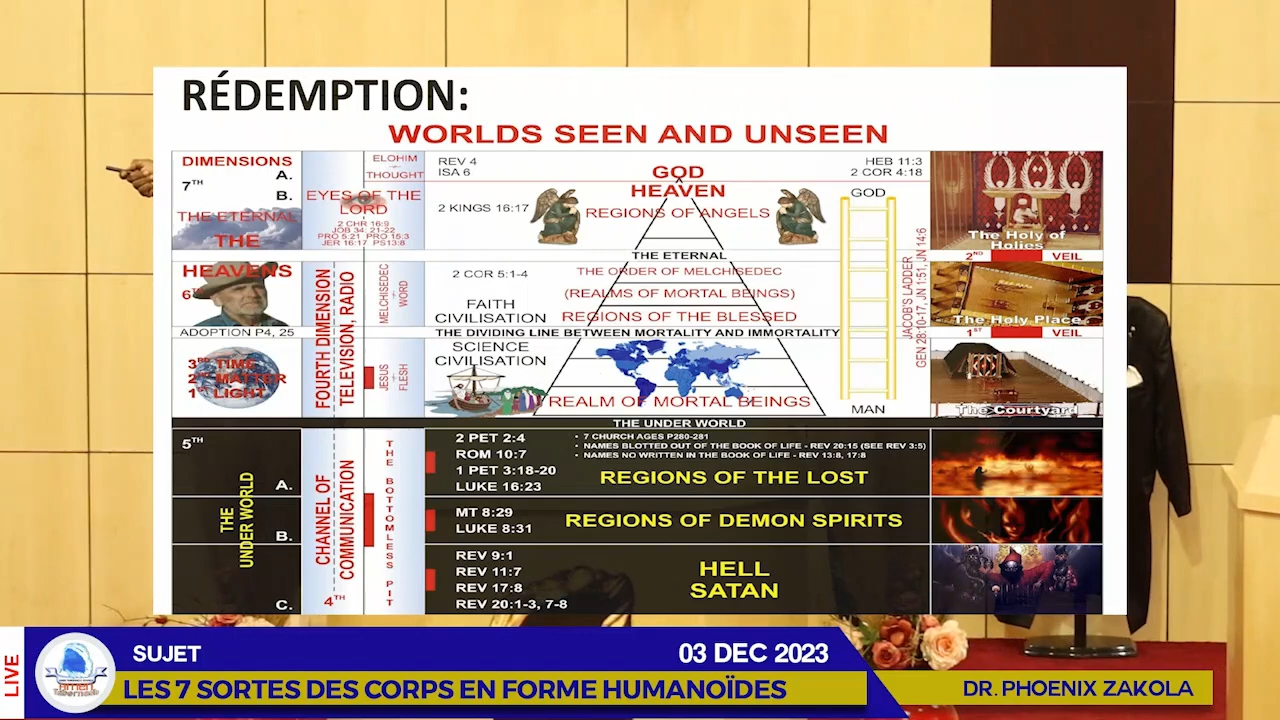 RÉDEMPTION:
WORLDS SEEN AND UNSEEN
DIMENSIONS
A.
7TH
B.
THE ETERNAL
THE
ELOHIM
THOUGHT
EYES OF THE
LORD
2 CHR 16:9
JOB 34: 21-22
PRO 5:21 PRO 15:3
JER 16:17 PS13:8
REV 4
ISA 6
2 KINGS 16:17
GOD
HEAVEN
REGIONS OF ANGELS
THE ETERNAL
HEB 11:3
2 COR 4:18
GOD
The Holy of
Holies
2ND VEIL
HEAVENS
6TH
ADOPTION P4, 25
FOURTH DIMENSION
TELEVISION, RADIO
MELCHISEDEC
WORD
2 COR 5:1-4
FAITH
CIVILISATION
THE ORDER OF MELCHISEDEC
(REALMS OF MORTAL BEINGS)
REGIONS OF THE BLESSED
JACOB'S LADDER
GEN 28:10-17, JM 1:51, JN 14:6
The Holy Place
1ST VEIL
THE DIVIDING LINE BETWEEN MORTALITY AND IMMORTALITY
3RD TIME
2ND MATTER
1ST LIGHT
JESUS
FLESH
SCIENCE
CIVILISATION
REALM OF MORTAL BEINGS
MAN
The Courtyard
THE UNDER WORLD
5TH
THE
UNDER WORLD
A.
B.
C.
CHANNEL OF
COMMUNICATION
4TH
THE BOTTOMLESS PIT
2 PET 2:4
ROM 10:7
1 PET 3:18-20
LUKE 16:23
• 7 CHURCH AGES P280-281
• NAMES BLOTTED OUT OF THE BOOK OF LIFE - REV 20:15 (SEE REV 3:5)
• NAMES NO WRITTEN IN THE BOOK OF LIFE - REV 13:8, 17:8
REGIONS OF THE LOST
MT 8:29
LUKE 8:31
REGIONS OF DEMON SPIRITS
REV 9:1
REV 11:7
REV 17:8
REV 20:1-3, 7-8
HELL
SATAN
LIVE
SUJET
03 DEC 2023
LES 7 SORTES DES CORPS EN FORME HUMANOÏDES
DR. PHOENIX ZAKOLA